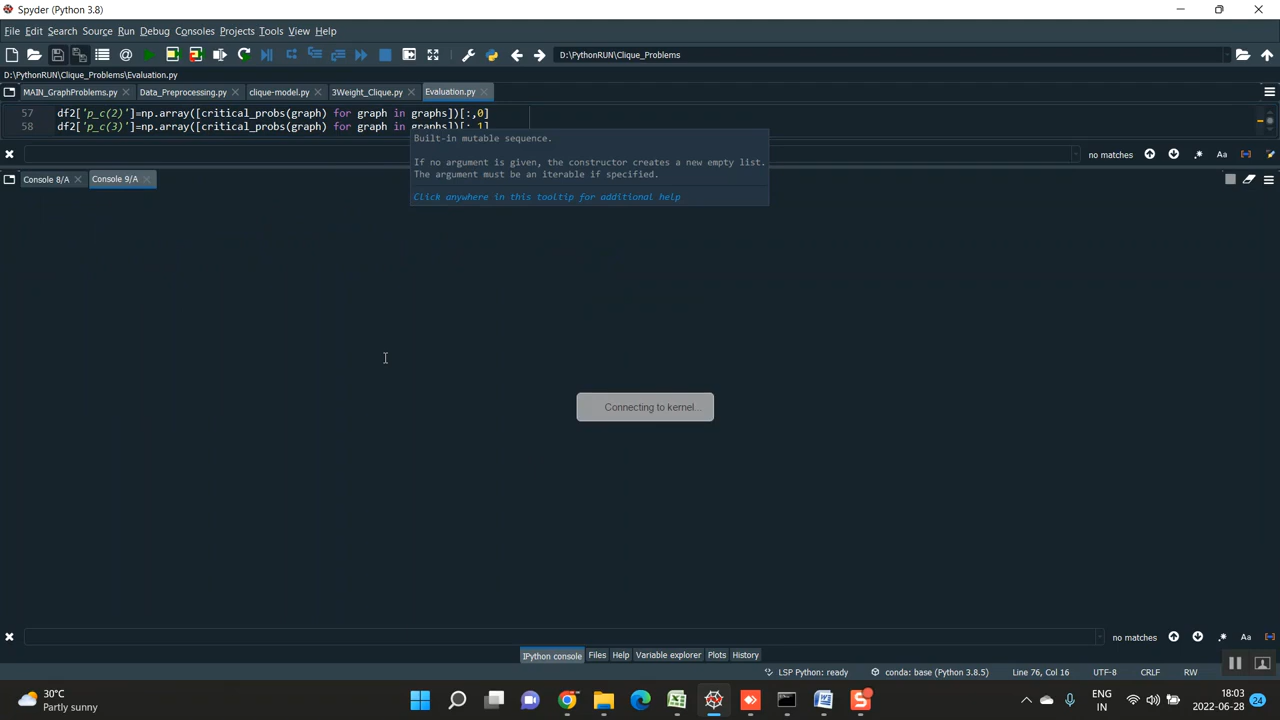 Spyder (Python 3.8)
File Edit Search Source Run Debug Consoles Projects Tools View Help
D:\PythonRUN\Clique_Problems
D:\PythonRUN\Clique_Problems\Evaluation.py
MAIN_GraphProblems.py Data_Preprocessing.py clique-model.py 3Weight_Clique.py Evaluation.py
57 df2['p_c(2)']=np.array([critical_probs(graph) for graph in graphs])[:,0]
58 df2['p_c(3)']=np.array([critical_probs(graph) for graph in graphs])[:,1]
Built-in mutable sequence.
no matches Aa
If no argument is given, the constructor creates a new empty list.
The argument must be an iterable if specified.
Console 8/A Console 9/A
Click anywhere in this tooltip for additional help
Connecting to kernel...
no matches Aa
IPython console Files Help Variable explorer Plots History
LSP Python: ready conda: base (Python 3.8.5) Line 76, Col 16 UTF-8 CRLF RW
30°C
Partly sunny
ENG
IN
18:03
2022-06-28
24